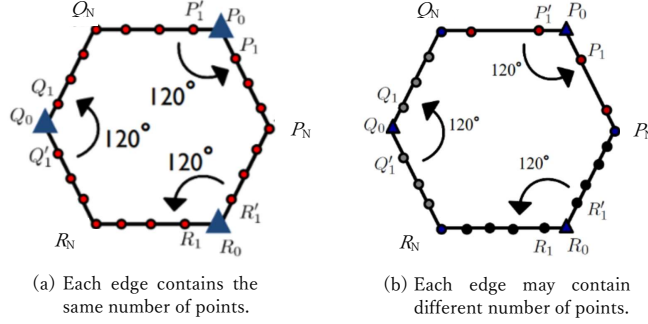 Q_N P'_1 P_0
P_1
120°
Q_1
Q_0 120° P_N
Q'_1
120°
R'_1
R_N R_1 R_0
(a) Each edge contains the
same number of points.
Q_N P'_1 P_0
P_1
120°
Q_1
Q_0 120° P_N
Q'_1
120°
R'_1
R_N R_1 R_0
(b) Each edge may contain
different number of points.